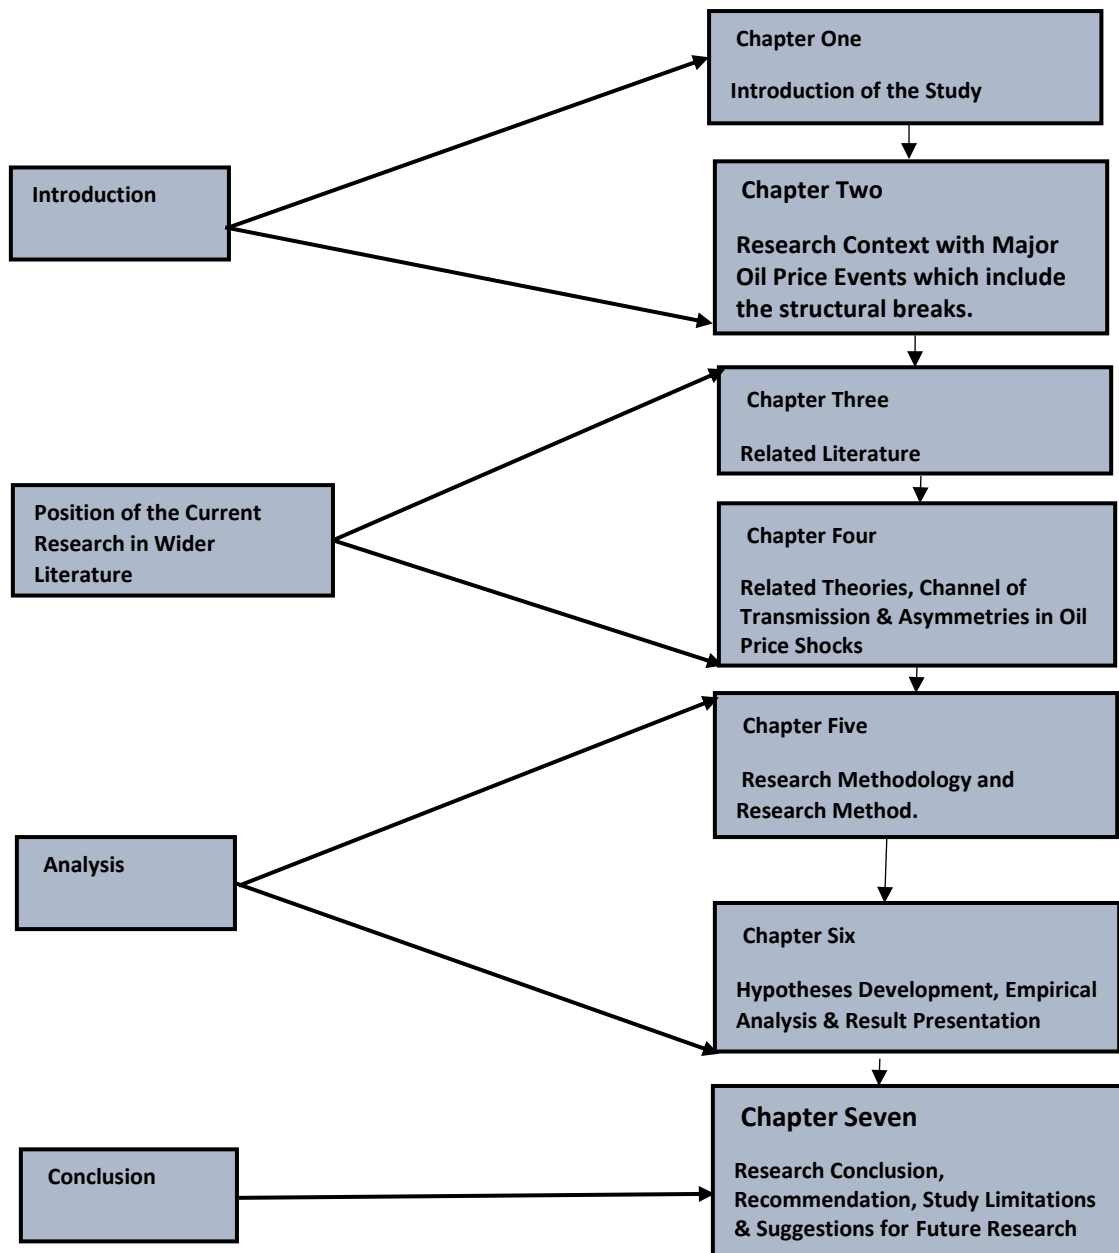 Chapter One
Introduction of the Study
Introduction
Chapter Two
Research Context with Major
Oil Price Events which include
the structural breaks.
Chapter Three
Related Literature
Position of the Current
Research in Wider
Literature
Chapter Four
Related Theories, Channel of
Transmission & Asymmetries in Oil
Price Shocks
Chapter Five
Research Methodology and
Research Method.
Analysis
Chapter Six
Hypotheses Development, Empirical
Analysis & Result Presentation
Chapter Seven
Conclusion
Research Conclusion,
Recommendation, Study Limitations
& Suggestions for Future Research